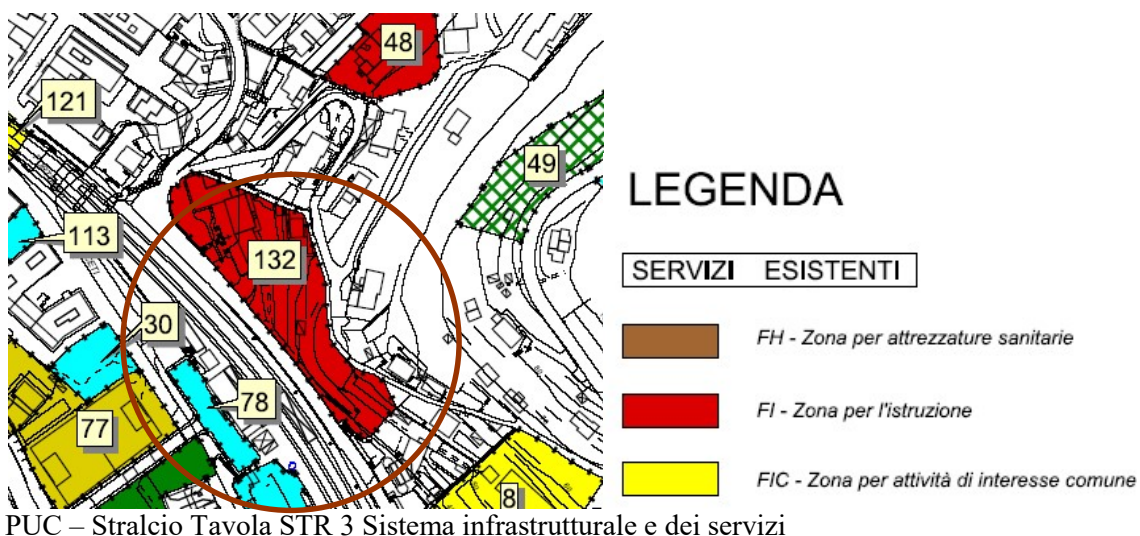 48
121
49
LEGENDA
113
132
SERVIZI ESISTENTI
30
FH - Zona per attrezzature sanitarie
78
FI - Zona per l'istruzione
77
8
FIC - Zona per attività di interesse comune
PUC – Stralcio Tavola STR 3 Sistema infrastrutturale e dei servizi